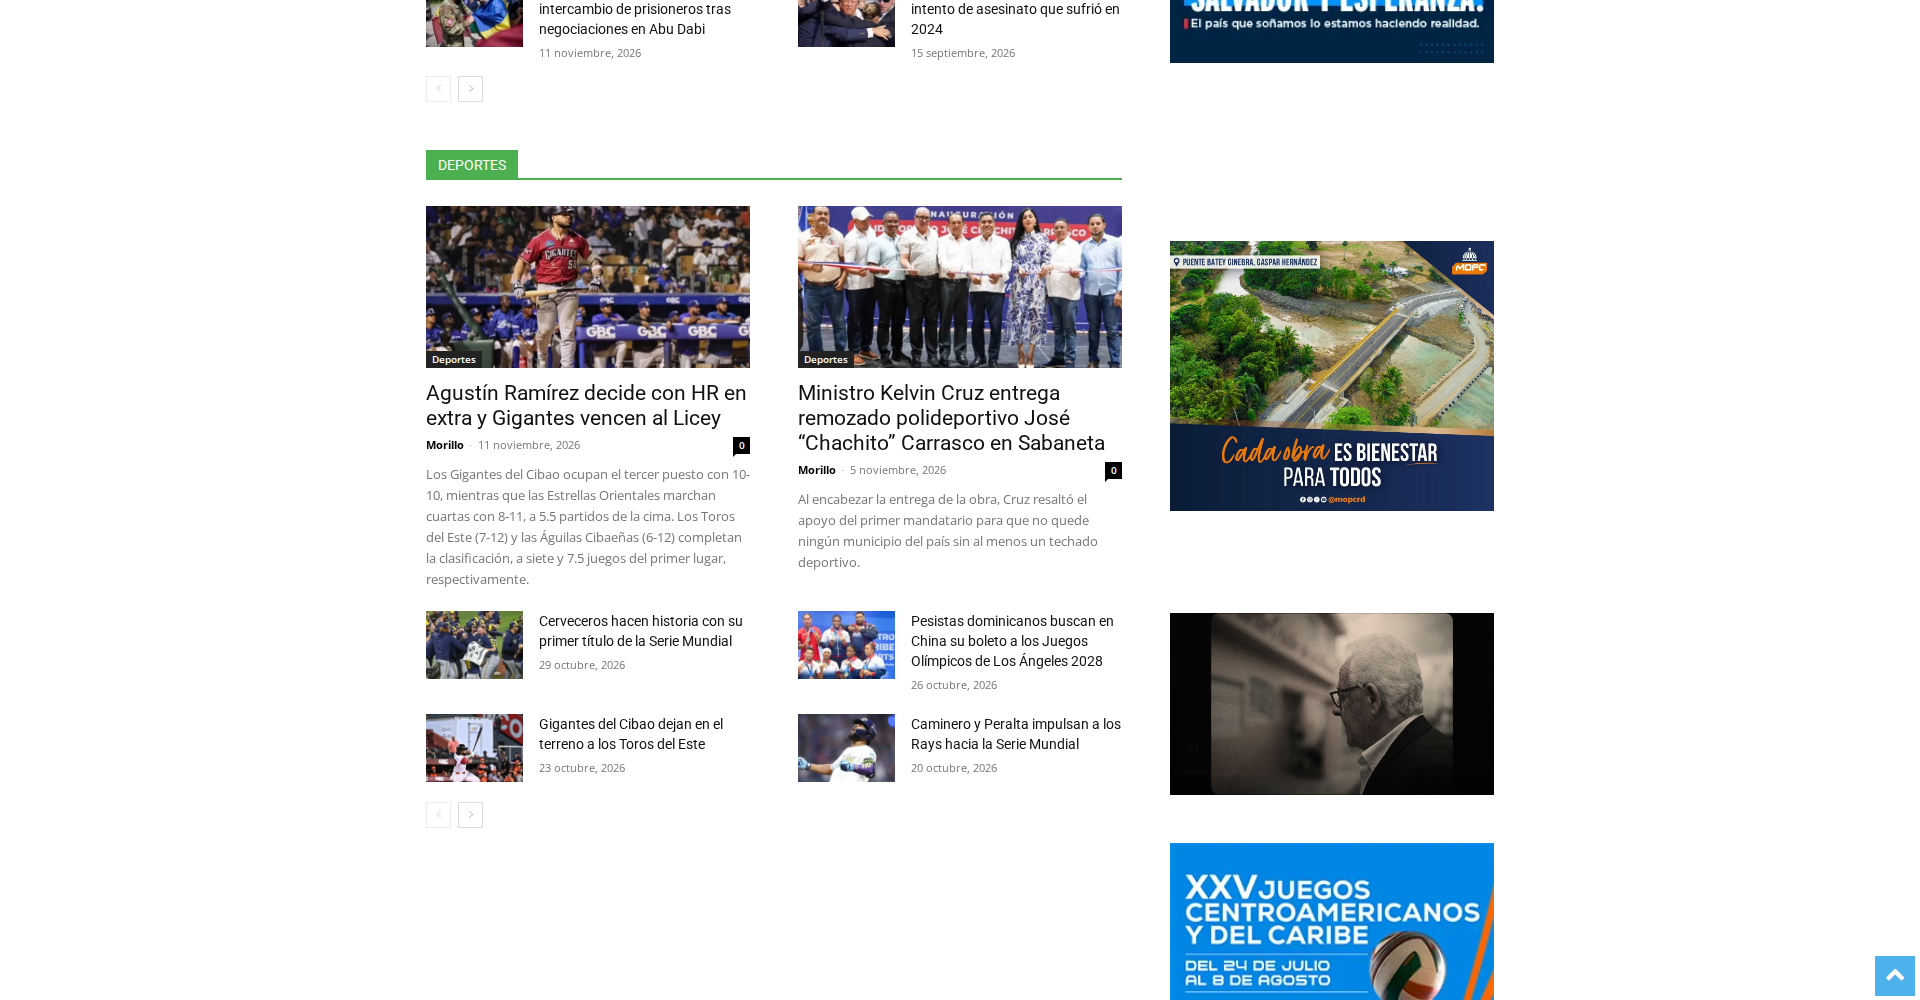 intercambio de prisioneros tras
negociaciones en Abu Dabi
11 noviembre, 2026
intento de asesinato que sufrió en
2024
15 septiembre, 2026
SALVADOR Y ESPERANZA.
El país que soñamos lo estamos haciendo realidad.
DEPORTES
GIGANTES
GBC
GBC
GBC
Deportes
Agustín Ramírez decide con HR en
extra y Gigantes vencen al Licey
Morillo - 11 noviembre, 2026
0
Los Gigantes del Cibao ocupan el tercer puesto con 10-
10, mientras que las Estrellas Orientales marchan
cuartas con 8-11, a 5.5 partidos de la cima. Los Toros
del Este (7-12) y las Águilas Cibaeñas (6-12) completan
la clasificación, a siete y 7.5 juegos del primer lugar,
respectivamente.
Deportes
Ministro Kelvin Cruz entrega
remozado polideportivo José
“Chachito” Carrasco en Sabaneta
Morillo - 5 noviembre, 2026
0
Al encabezar la entrega de la obra, Cruz resaltó el
apoyo del primer mandatario para que no quede
ningún municipio del país sin al menos un techado
deportivo.
Cerveceros hacen historia con su
primer título de la Serie Mundial
29 octubre, 2026
Pesistas dominicanos buscan en
China su boleto a los Juegos
Olímpicos de Los Ángeles 2028
26 octubre, 2026
Gigantes del Cibao dejan en el
terreno a los Toros del Este
23 octubre, 2026
Caminero y Peralta impulsan a los
Rays hacia la Serie Mundial
20 octubre, 2026
PUENTE BATEY GINEBRA, GASPAR HERNÁNDEZ
MOPC
Cada obra ES BIENESTAR
PARA TODOS
@mopcrd
XXV JUEGOS
CENTROAMERICANOS
Y DEL CARIBE
DEL 24 DE JULIO
AL 8 DE AGOSTO